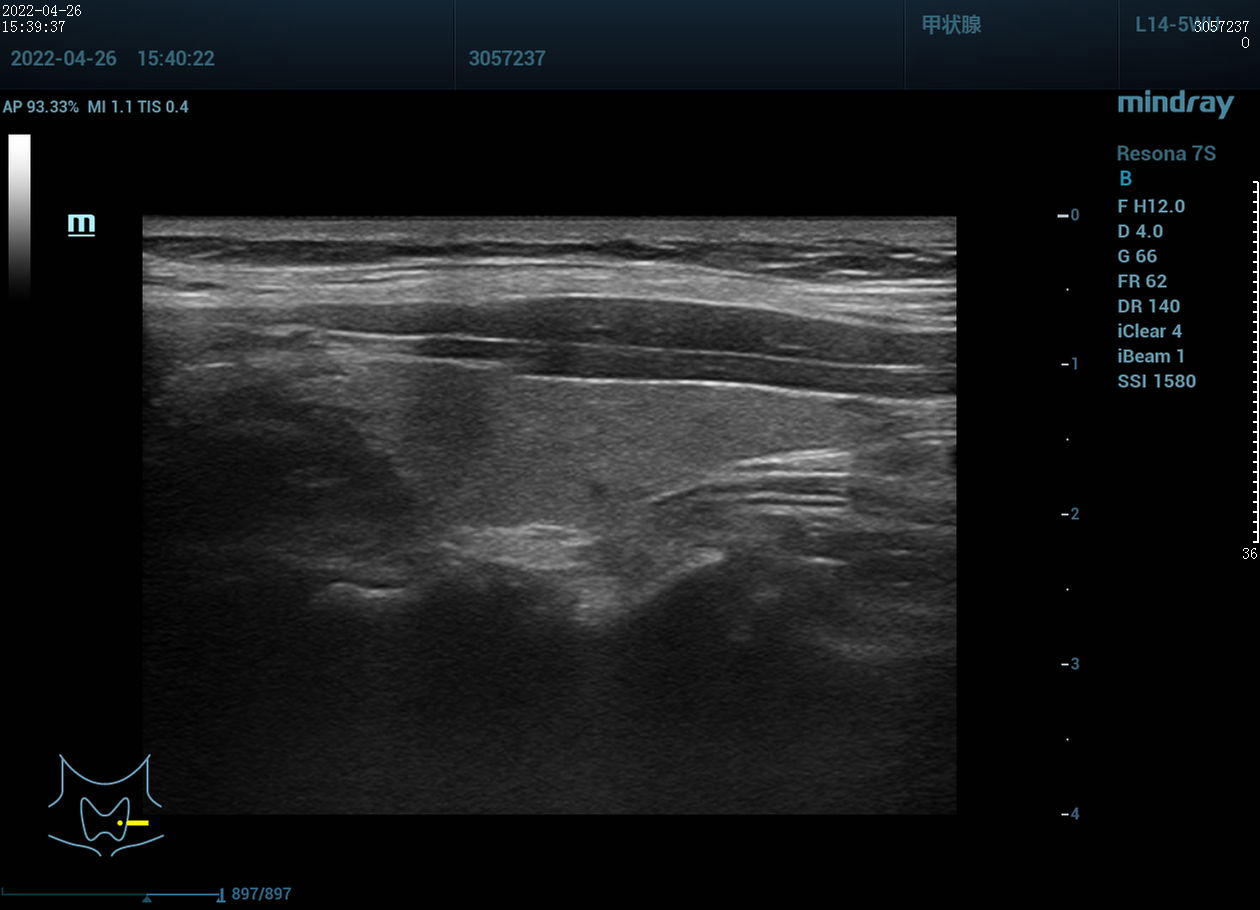 2022-04-26
15:39:37
甲状腺
3057237
0
2022-04-26 15:40:22
3057237
AP 93.33% MI 1.1 TIS 0.4
mindray
Resona 7S
B
m
F H12.0
D 4.0
G 66
FR 62
DR 140
iClear 4
iBeam 1
SSI 1580
0
1
2
3
4
36
897/897